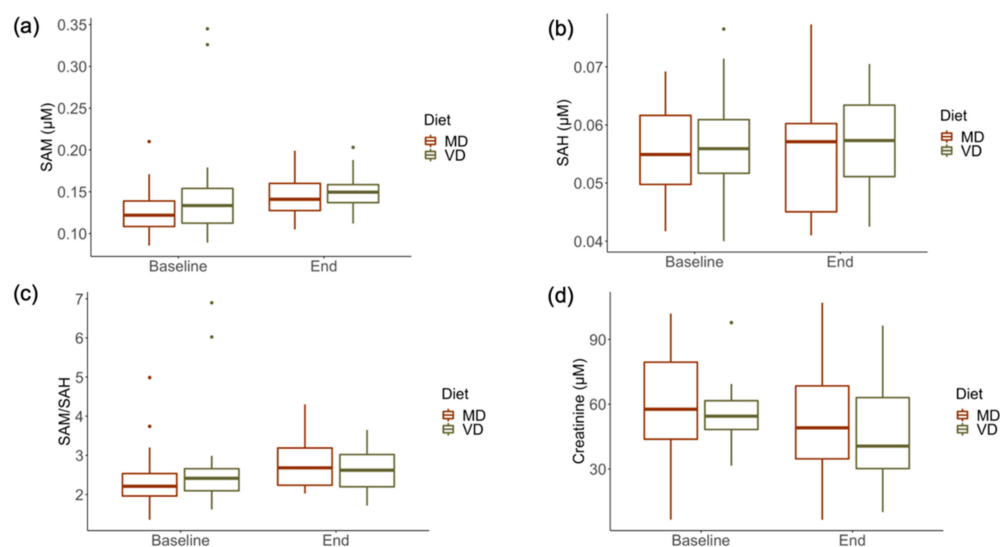 (a)
0.35
0.30
0.25
0.20
0.15
0.10
SAM (µM)
Baseline
End
Diet
MD
VD
(b)
0.07
0.06
0.05
0.04
SAH (µM)
Baseline
End
Diet
MD
VD
(c)
7
6
5
4
3
2
SAM/SAH
Baseline
End
Diet
MD
VD
(d)
90
60
30
Creatinine (µM)
Baseline
End
Diet
MD
VD